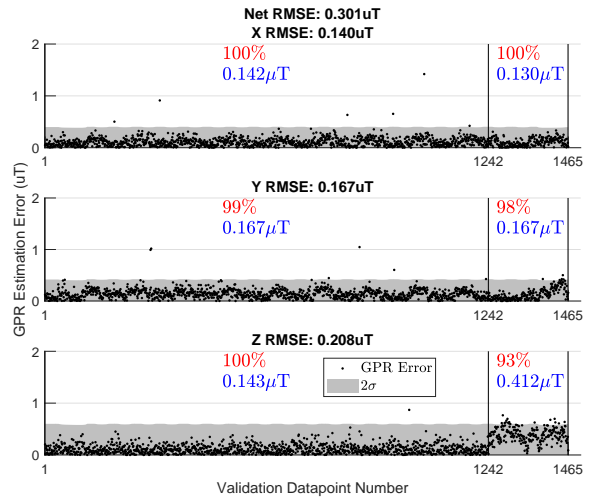 Net RMSE: 0.301uT
X RMSE: 0.140uT
2
100%
100%
0.142μT
0.130μT
1
0
1
1242
1465
GPR Estimation Error (uT)
Y RMSE: 0.167uT
2
99%
98%
0.167μT
0.167μT
1
0
1
1242
1465
Z RMSE: 0.208uT
2
100%
93%
GPR Error
0.143μT
0.412μT
2σ
1
0
1
1242
1465
Validation Datapoint Number